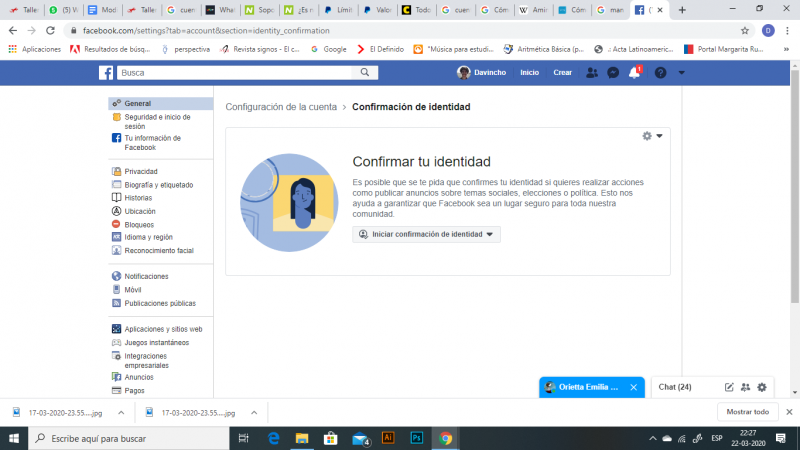 Talle
(5) V
Mod
Talle
cuen
What
Sopo
¿Es n
Límit
Valor
Todo
cuen
Cóm
Amir
Cóm
man
(
facebook.com/settings?tab=account&section=identity_confirmation
D
Aplicaciones
Resultados de búsq...
perspectiva
Revista signos - El c...
Google
El Definido
"Música para estudi...
Aritmética Básica (p...
.: Acta Latinoameric...
Portal Margarita Ru...
Busca
Davincho
Inicio
Crear
1
General
Seguridad e inicio de
sesión
Tu información de
Facebook
Privacidad
Biografía y etiquetado
Historias
Ubicación
Bloqueos
Idioma y región
Reconocimiento facial
Notificaciones
Móvil
Publicaciones públicas
Aplicaciones y sitios web
Juegos instantáneos
Integraciones
empresariales
Anuncios
Pagos
Configuración de la cuenta › Confirmación de identidad
Confirmar tu identidad
Es posible que se te pida que confirmes tu identidad si quieres realizar acciones
como publicar anuncios sobre temas sociales, elecciones o política. Esto nos
ayuda a garantizar que Facebook sea un lugar seguro para toda nuestra
comunidad.
Iniciar confirmación de identidad
Orietta Emilia ...
Chat (24)
17-03-2020-23.55....jpg
17-03-2020-23.55....jpg
Mostrar todo
Escribe aquí para buscar
4
Ai
Ps
ESP
22:27
22-03-2020